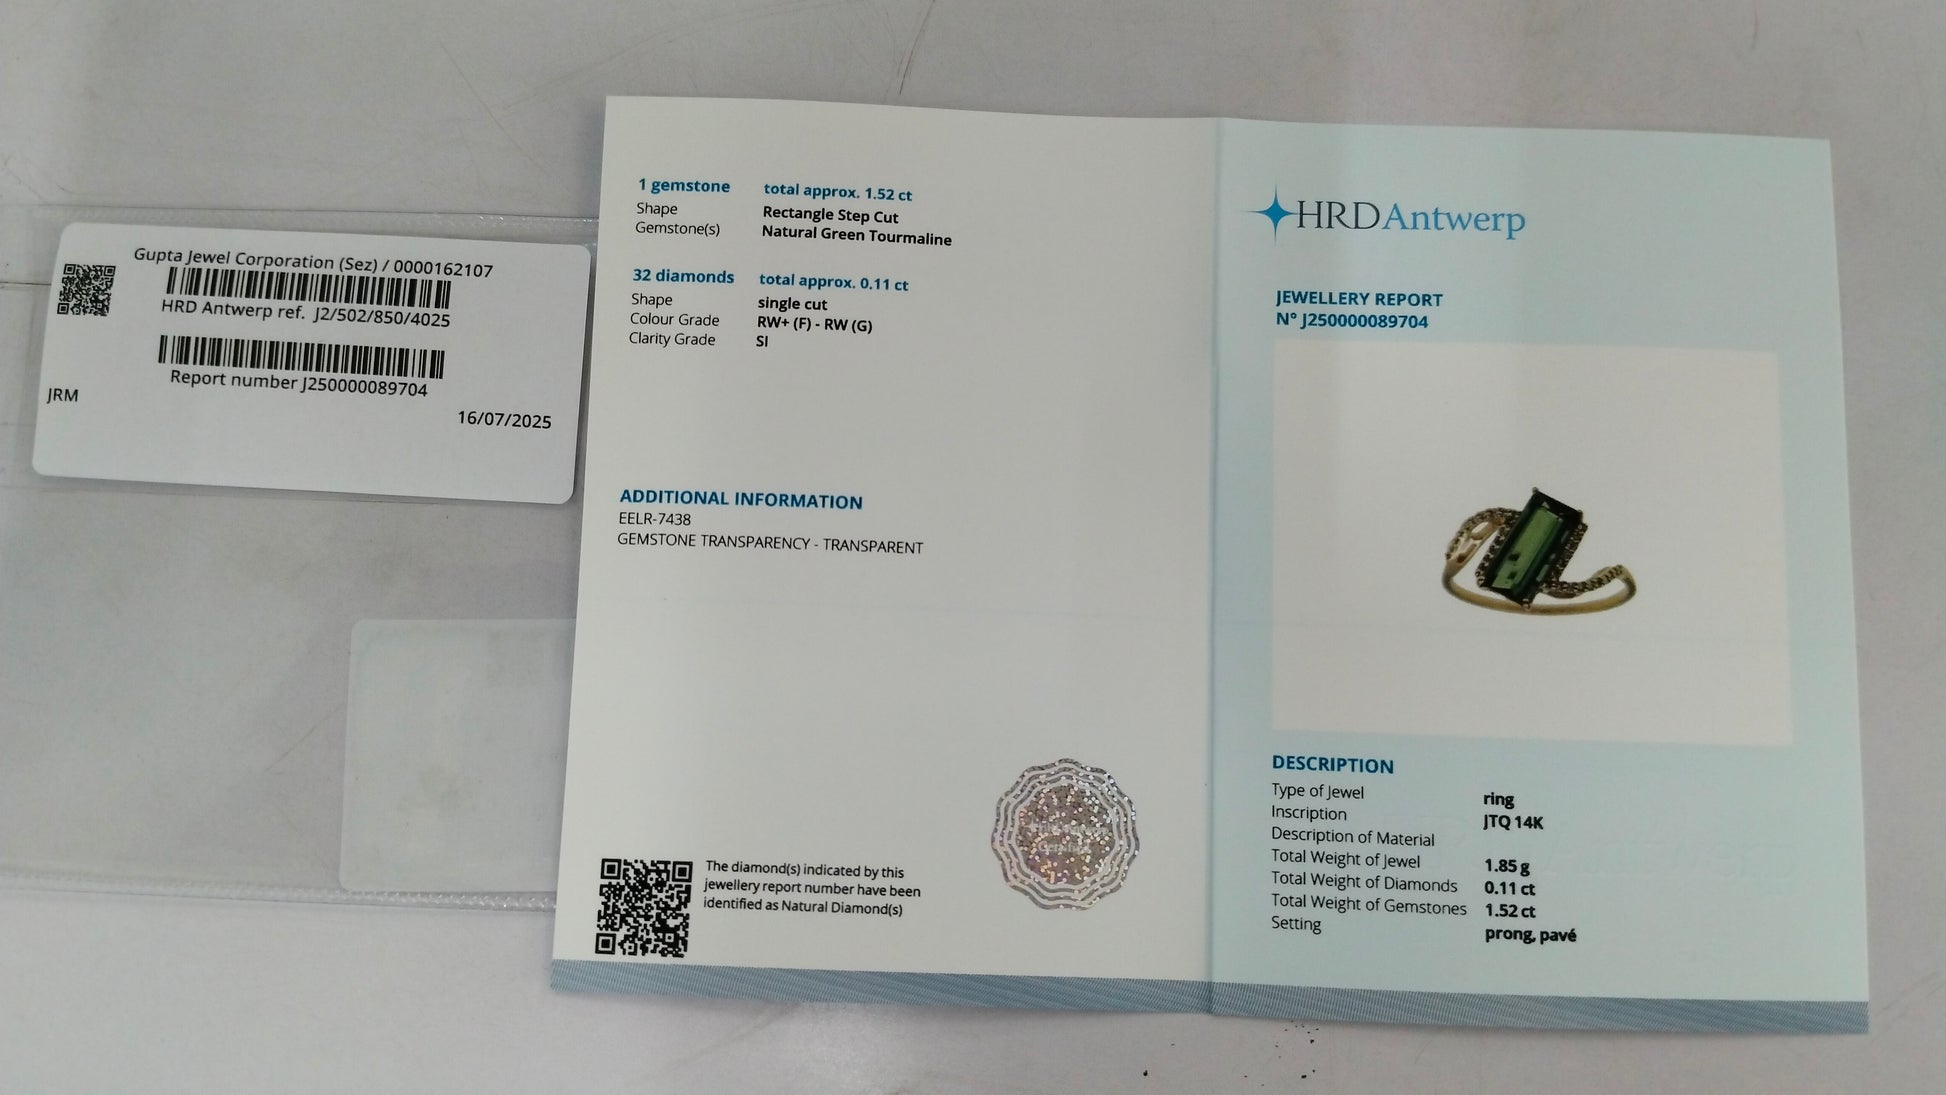 Gupta Jewel Corporation (Sez) / 0000162107
HRD Antwerp ref. J2/502/850/4025
Report number J250000089704
JRM
16/07/2025
1 gemstone total approx. 1.52 ct
Shape Rectangle Step Cut
Gemstone(s) Natural Green Tourmaline
32 diamonds total approx. 0.11 ct
Shape single cut
Colour Grade RW+ (F) - RW (G)
Clarity Grade SI
ADDITIONAL INFORMATION
EELR-7438
GEMSTONE TRANSPARENCY - TRANSPARENT
The diamond(s) indicated by this
jewellery report number have been
identified as Natural Diamond(s)
HRDAntwerp
JEWELLERY REPORT
N° J250000089704
DESCRIPTION
Type of Jewel ring
Inscription JTQ 14K
Description of Material
Total Weight of Jewel 1.85 g
Total Weight of Diamonds 0.11 ct
Total Weight of Gemstones 1.52 ct
Setting prong, pavé